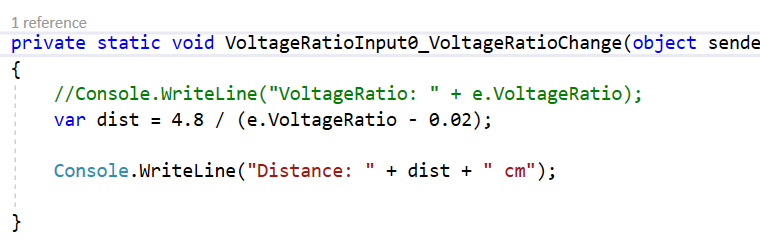 1 reference
private static void VoltageRatioInput0_VoltageRatioChange(object sende
{
//Console.WriteLine("VoltageRatio: " + e.VoltageRatio);
var dist = 4.8 / (e.VoltageRatio - 0.02);
Console.WriteLine("Distance: " + dist + " cm");
}